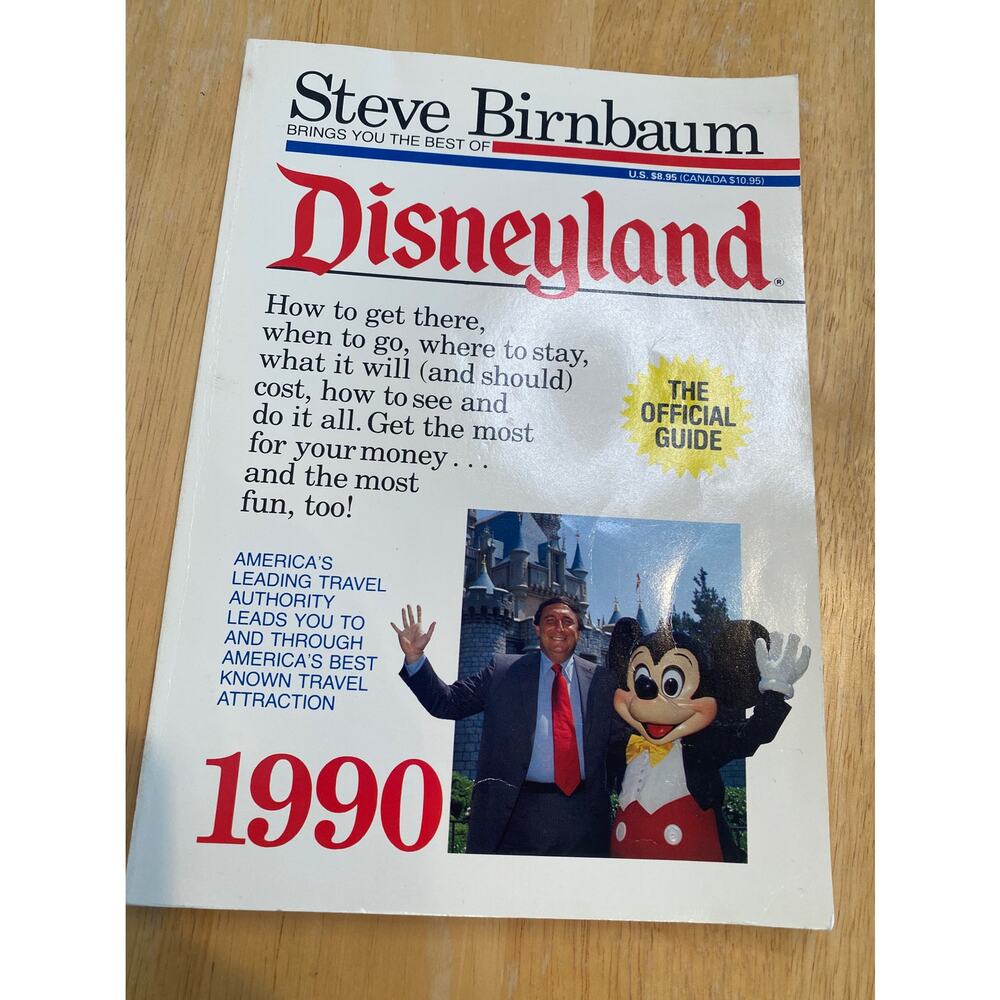 Steve Birnbaum
BRINGS YOU THE BEST OF
U.S. $8.95 (CANADA $10.95)
Disneyland®
How to get there,
when to go, where to stay,
what it will (and should)
cost, how to see and
do it all. Get the most
for your money...
and the most
fun, too!
THE
OFFICIAL
GUIDE
AMERICA'S
LEADING TRAVEL
AUTHORITY
LEADS YOU TO
AND THROUGH
AMERICA'S BEST
KNOWN TRAVEL
ATTRACTION
1990